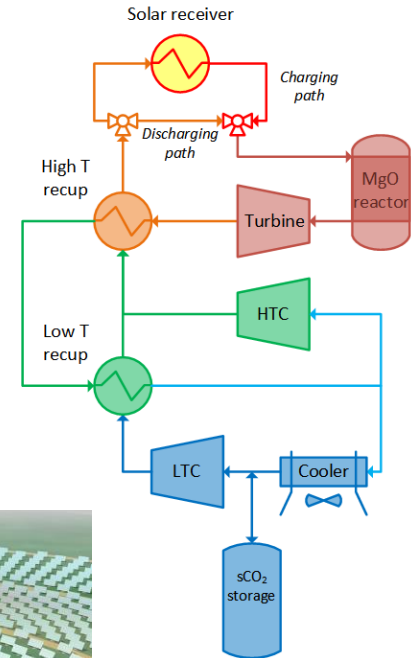 Solar receiver
Charging
path
Discharging
path
High T
recup
MgO
reactor
Turbine
HTC
Low T
recup
LTC
Cooler
sCO₂
storage